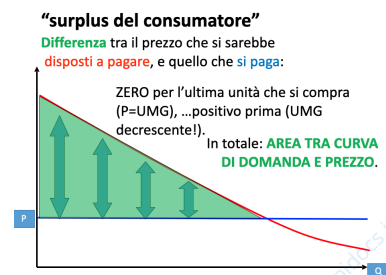 “surplus del consumatore”
Differenza tra il prezzo che si sarebbe
disposti a pagare, e quello che si paga:
ZERO per l’ultima unità che si compra
(P=UMG), …positivo prima (UMG
decrescente!).
In totale: AREA TRA CURVA
DI DOMANDA E PREZZO.
P
Q